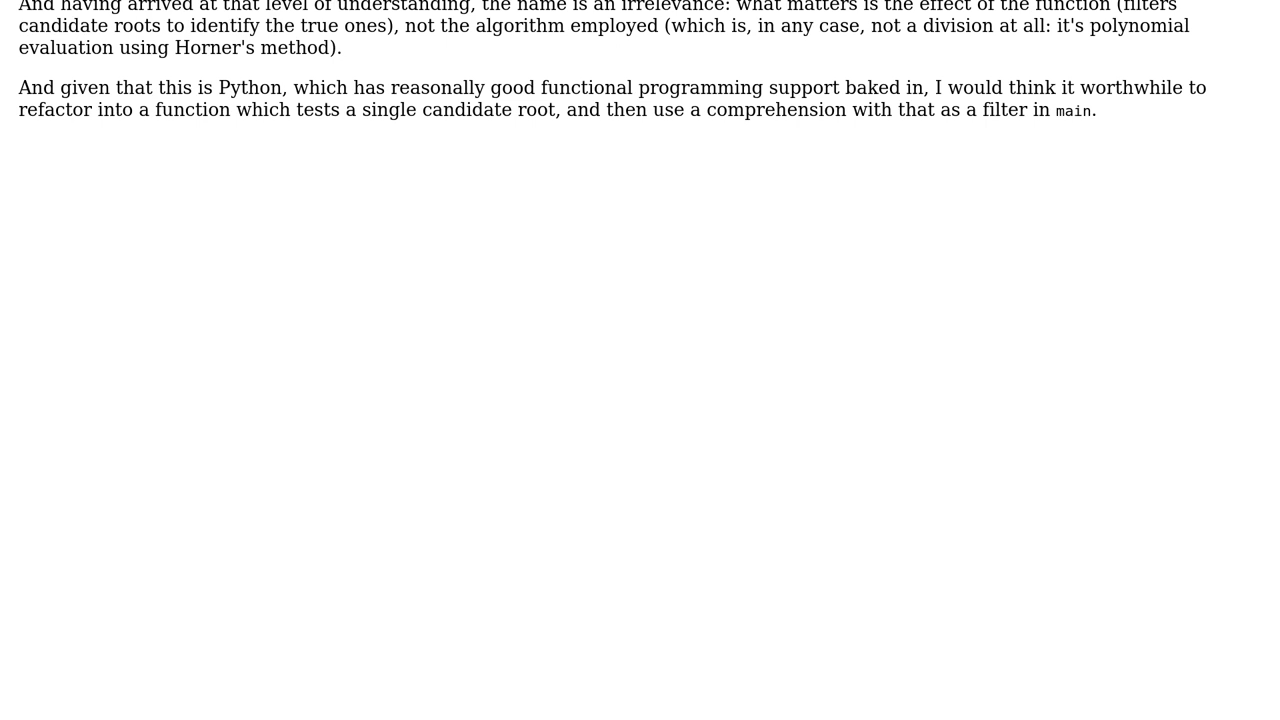 And having arrived at that level of understanding, the name is an irrelevance: what matters is the effect of the function (filters
candidate roots to identify the true ones), not the algorithm employed (which is, in any case, not a division at all: it's polynomial
evaluation using Horner's method).
And given that this is Python, which has reasonally good functional programming support baked in, I would think it worthwhile to
refactor into a function which tests a single candidate root, and then use a comprehension with that as a filter in main.